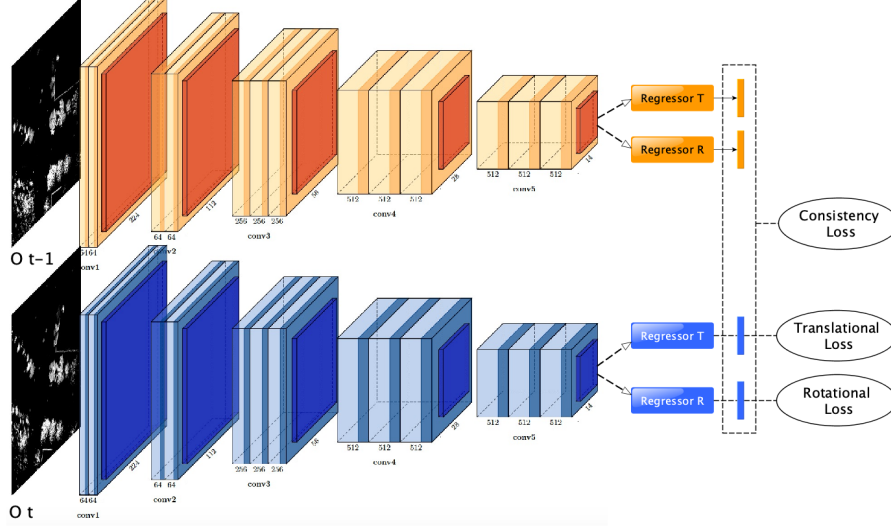 Regressor T
Regressor R
224
112
56
28
14
512 512 512
conv5
512 512 512
conv4
256 256 256
conv3
64 64
conv2
6464
conv1
O t-1
Consistency
Loss
Regressor T
Translational
Loss
Regressor R
Rotational
Loss
224
112
56
28
14
512 512 512
conv5
512 512 512
conv4
256 256 256
conv3
64 64
conv2
6464
conv1
O t